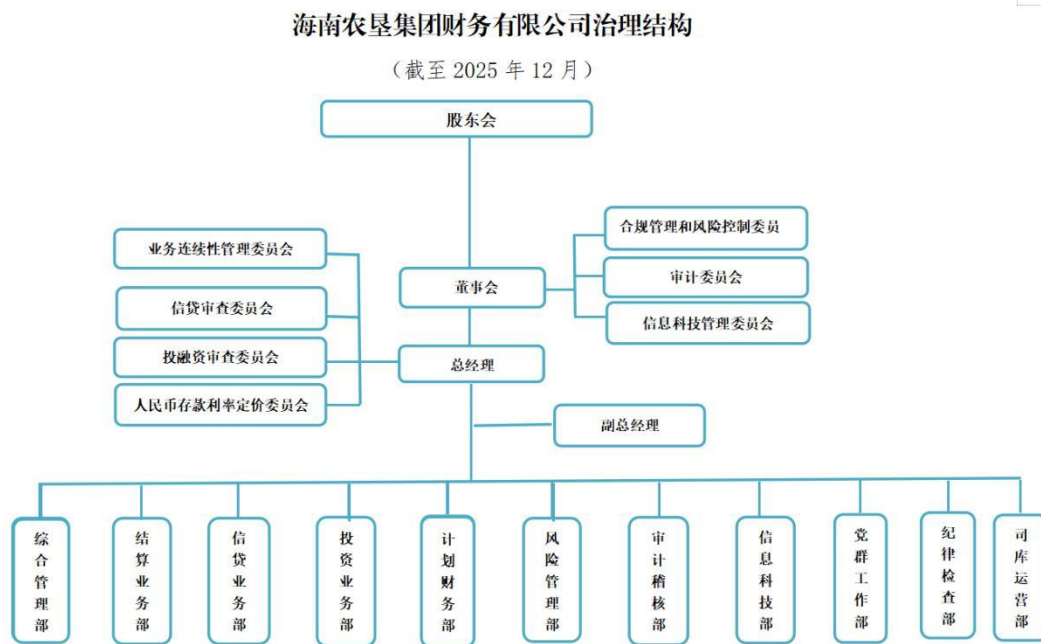 海南农垦集团财务有限公司治理结构
（截至 2025 年 12 月）
股东会
合规管理和风险控制委员
业务连续性管理委员会
董事会
审计委员会
信贷审查委员会
信息科技管理委员会
投融资审查委员会
总经理
人民币存款利率定价委员会
副总经理
综合管理部
结算业务部
信贷业务部
投资业务部
计划财务部
风险管理部
审计稽核部
信息科技部
党群工作部
纪律检查部
司库运营部